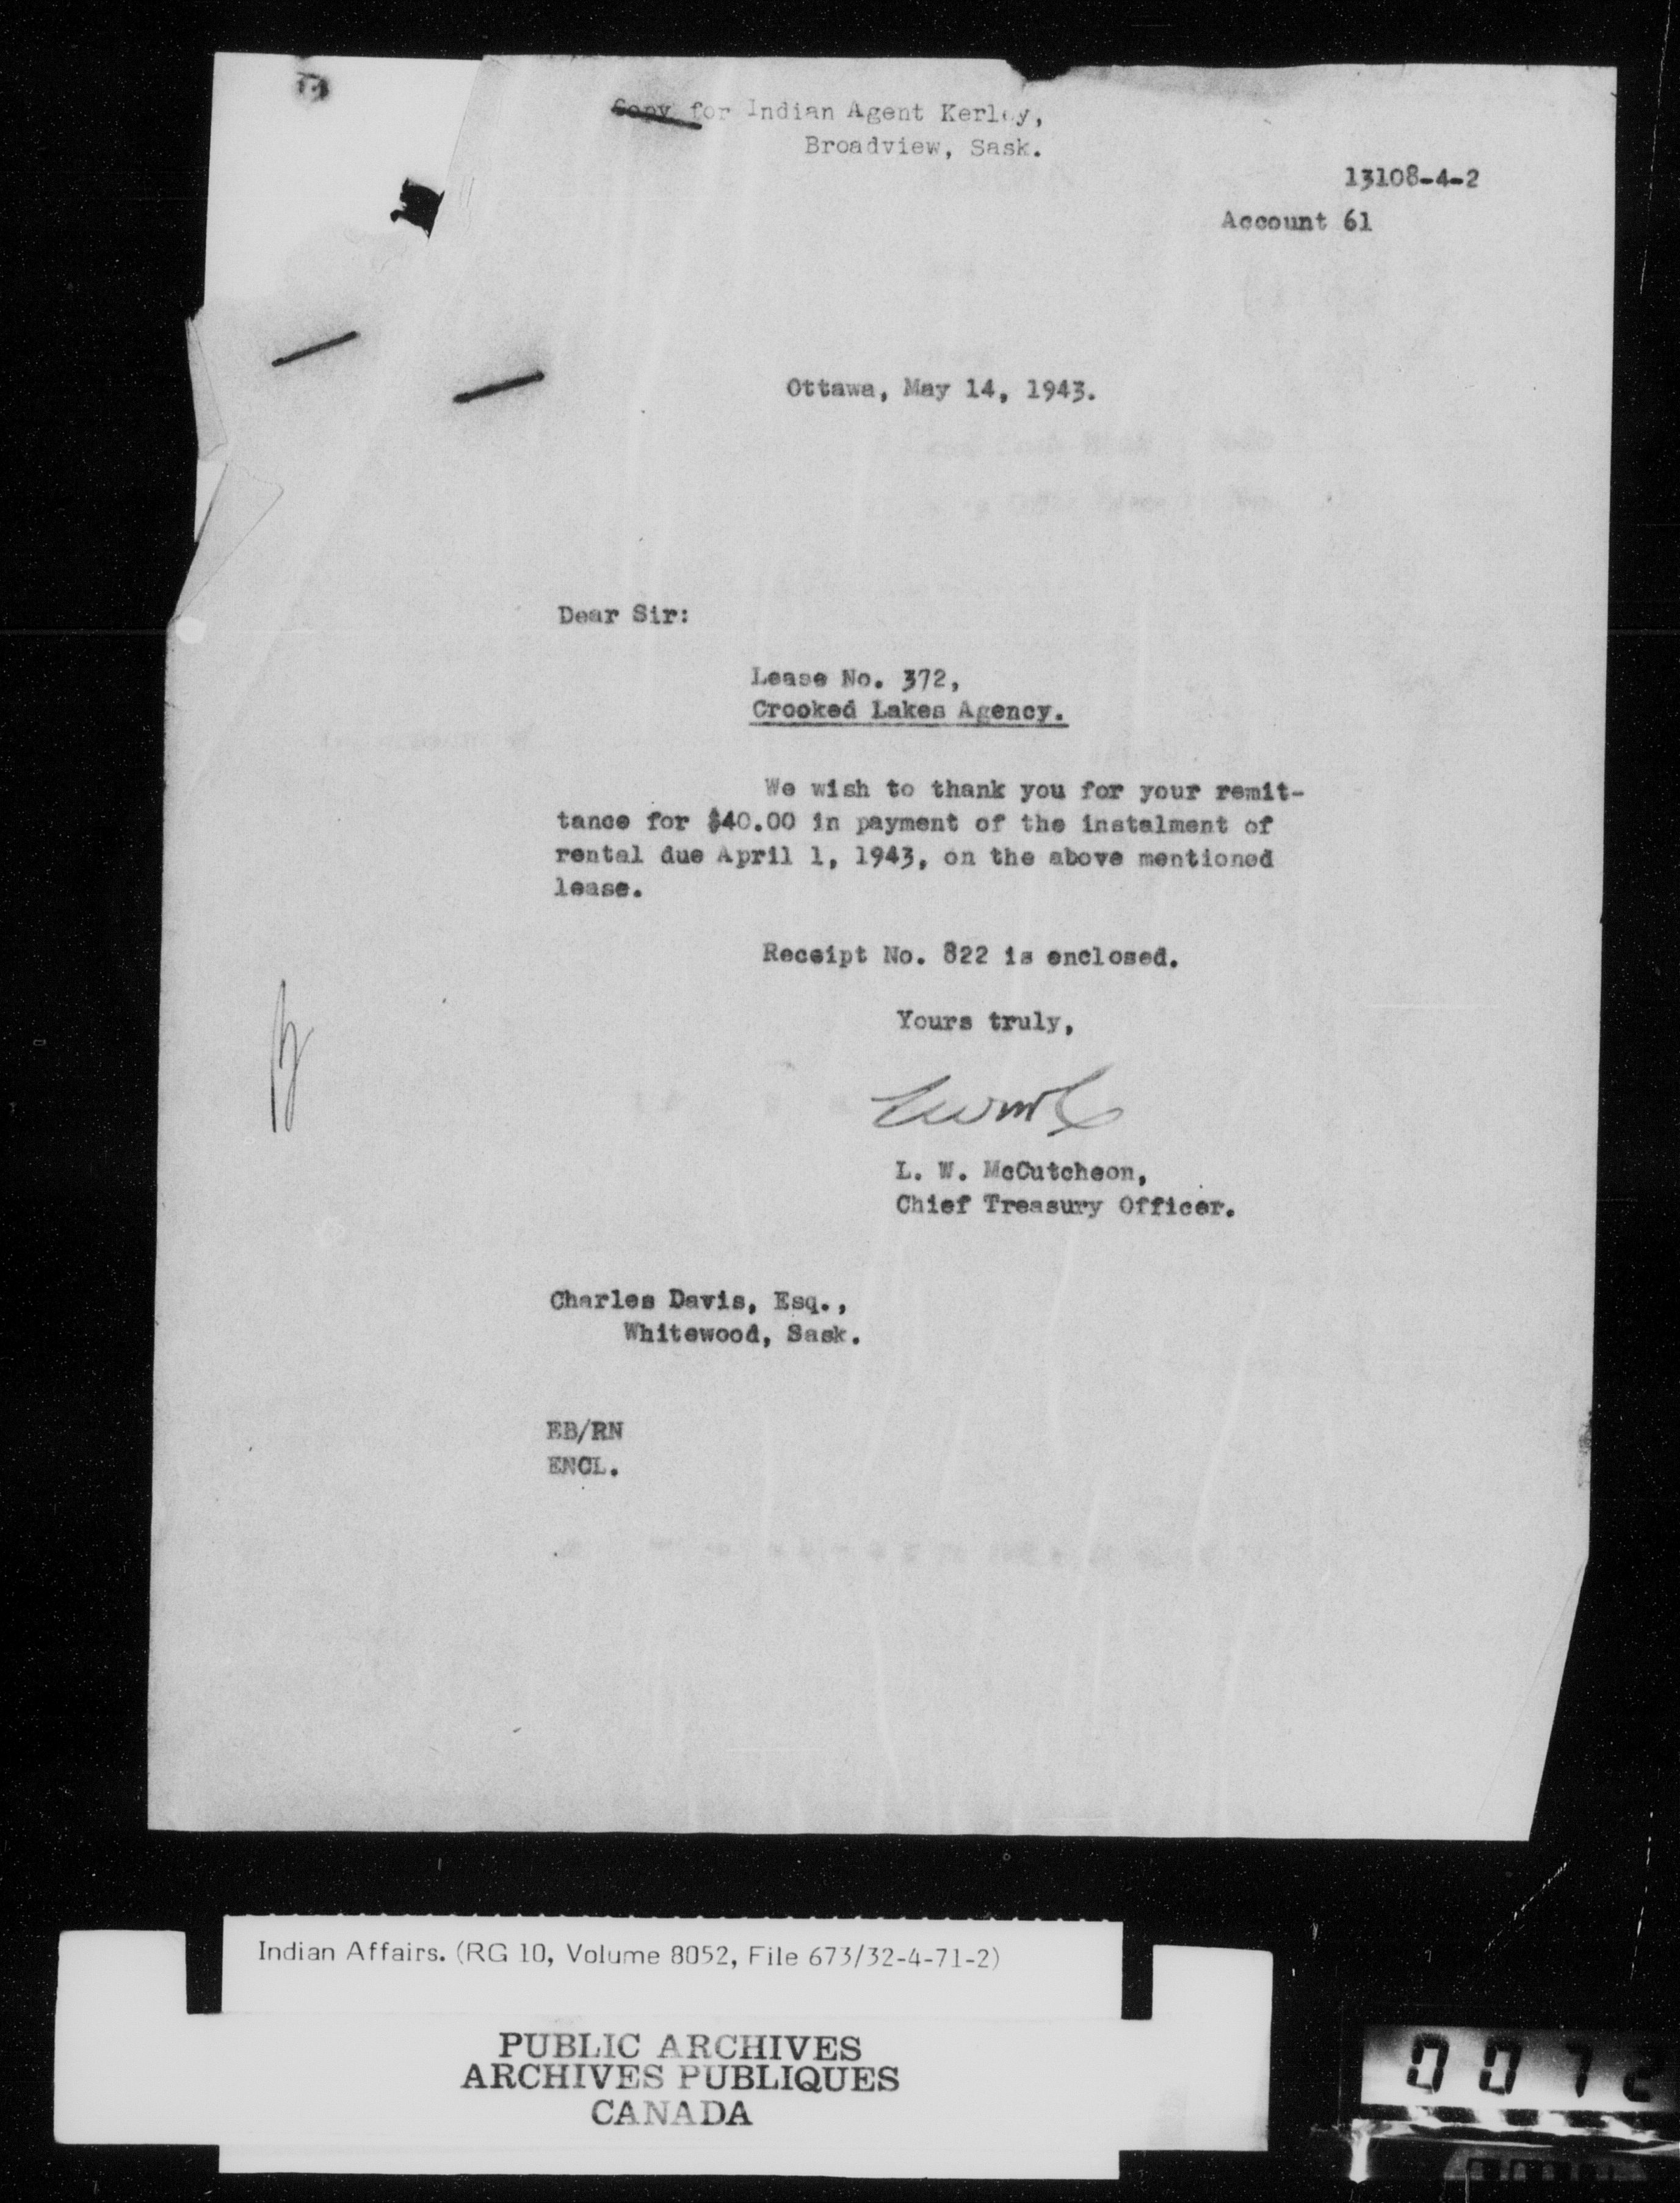 Copy for Indian Agent Kerley,
Broadview, Sask.
13108-4-2
Account 61
Ottawa, May 14, 1943.
Dear Sir:
Lease No. 372,
Crooked Lakes Agency.
We wish to thank you for your remit-
tance for $40.00 in payment of the instalment of
rental due April 1, 1943, on the above mentioned
lease.
Receipt No. 822 is enclosed.
Yours truly,
L. W. McCutcheon,
Chief Treasury Officer.
Charles Davis, Esq.,
Whitewood, Sask.
EB/RN
ENCL.
Indian Affairs. (RG 10, Volume 8052, File 673/32-4-71-2)
PUBLIC ARCHIVES
ARCHIVES PUBLIQUES
CANADA
0072